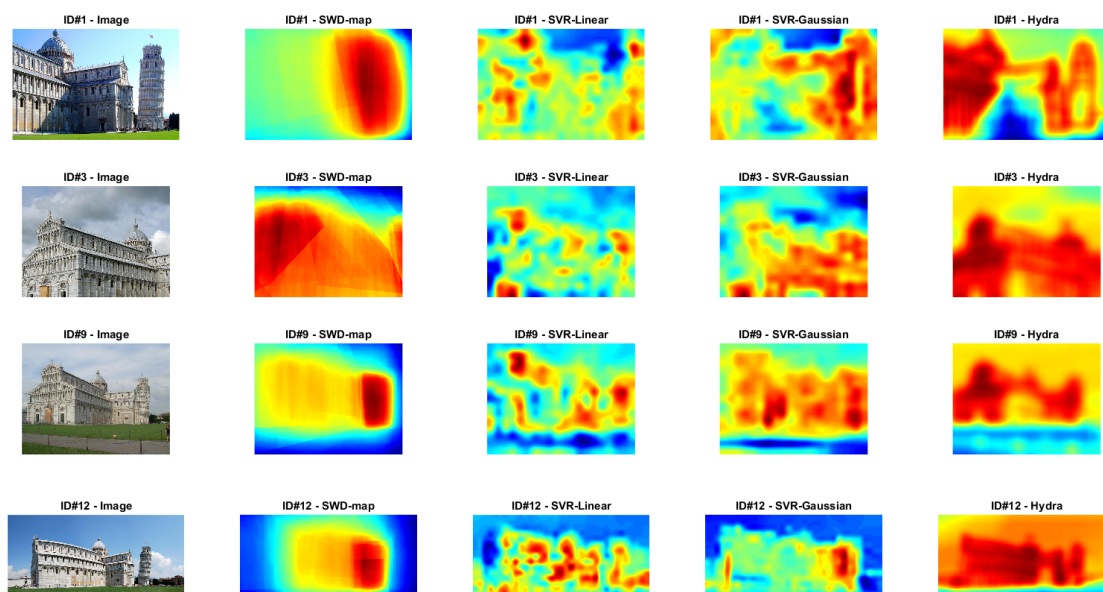 ID#1 - Image ID#1 - SWD-map ID#1 - SVR-Linear ID#1 - SVR-Gaussian ID#1 - Hydra
ID#3 - Image ID#3 - SWD-map ID#3 - SVR-Linear ID#3 - SVR-Gaussian ID#3 - Hydra
ID#9 - Image ID#9 - SWD-map ID#9 - SVR-Linear ID#9 - SVR-Gaussian ID#9 - Hydra
ID#12 - Image ID#12 - SWD-map ID#12 - SVR-Linear ID#12 - SVR-Gaussian ID#12 - Hydra